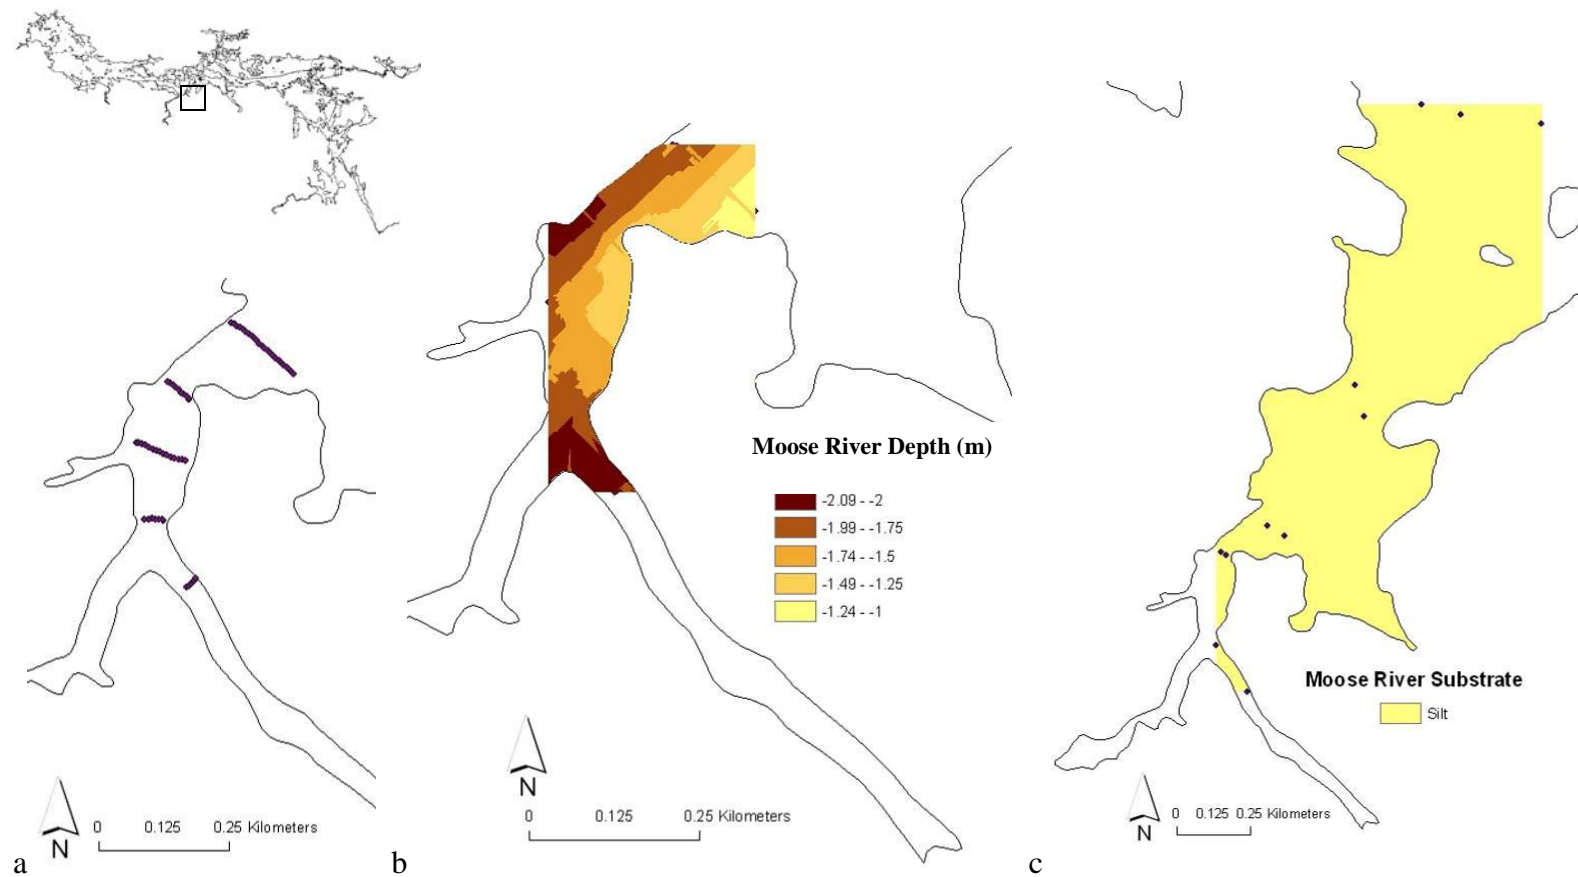 Moose River Depth (m)
-2.09 - -2
-1.99 - -1.75
-1.74 - -1.5
-1.49 - -1.25
-1.24 - -1
Moose River Substrate
Silt
N
0 0.125 0.25 Kilometers
a
N
0 0.125 0.25 Kilometers
b
N
0 0.125 0.25 Kilometers
c